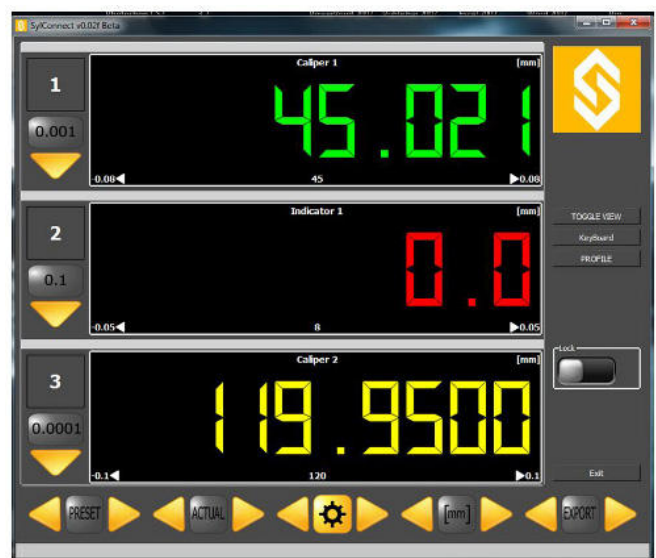 SylConnect v0.02f Beta
1
Caliper 1
[mm]
0.001
45.021
-0.08
45
0.08
2
Indicator 1
[mm]
0.1
0.0
-0.05
8
0.05
TOGGLE VIEW
KeyBoard
PROFILE
3
Caliper 2
[mm]
Lock
0.0001
119.9500
-0.1
120
0.1
Exit
PRESET
ACTUAL
[mm]
EXPORT